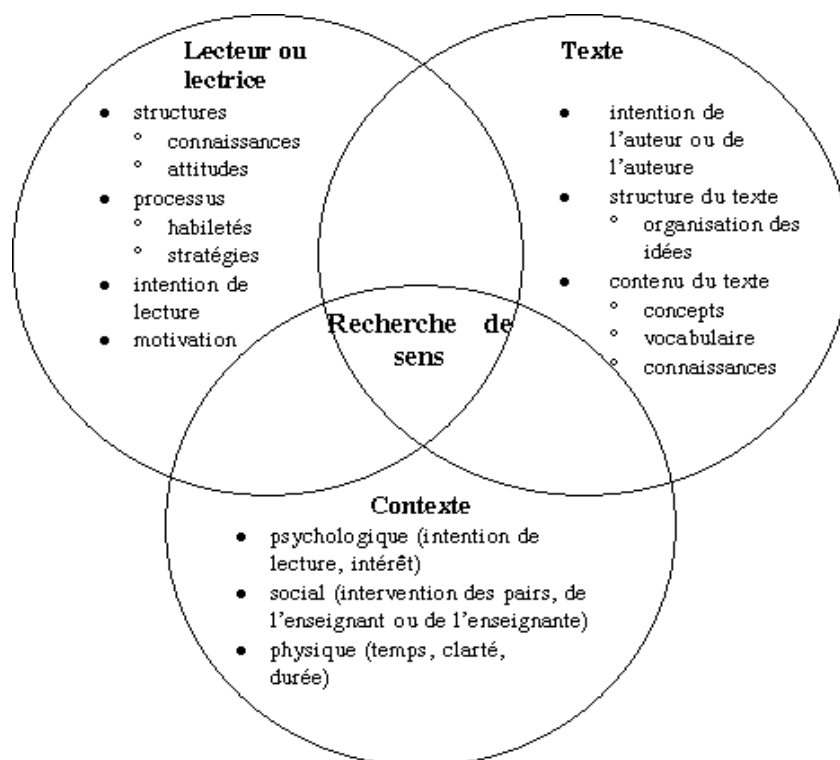 Lecteur ou
lectrice
● structures
° connaissances
° attitudes
● processus
° habiletés
° stratégies
● intention de
lecture
● motivation
Texte
● intention de
l'auteur ou de
l'auteure
● structure du texte
° organisation des
idées
● contenu du texte
° concepts
° vocabulaire
° connaissances
Recherche de
sens
Contexte
● psychologique (intention de
lecture, intérêt)
● social (intervention des pairs, de
l'enseignant ou de l'enseignante)
● physique (temps, clarté,
durée)